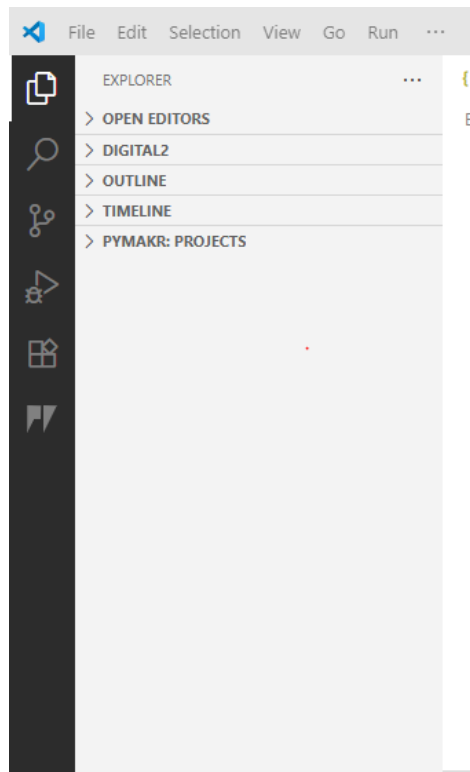 File Edit Selection View Go Run ···
EXPLORER ···
{
E
OPEN EDITORS
DIGITAL2
OUTLINE
TIMELINE
PYMAKR: PROJECTS